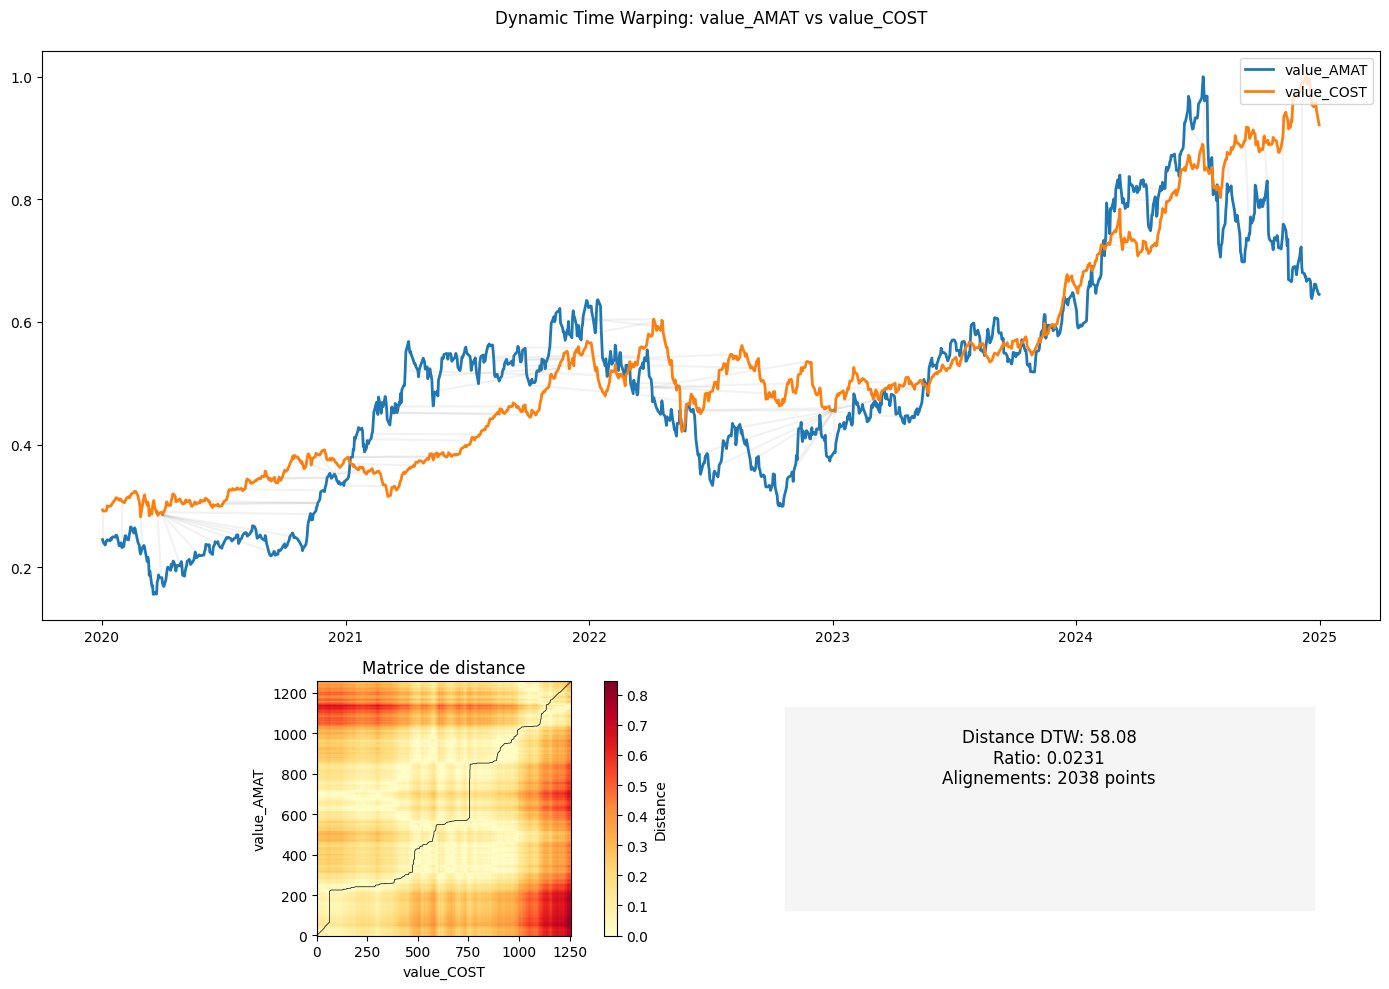 Dynamic Time Warping: value_AMAT vs value_COST
value_AMAT
value_COST
1.0
0.8
0.6
0.4
0.2
2020 2021 2022 2023 2024 2025
Matrice de distance
1200
1000
800
600
400
200
0
value_AMAT
0 250 500 750 1000 1250
value_COST
0.8
0.7
0.6
0.5
0.4
0.3
0.2
0.1
0.0
Distance
Distance DTW: 58.08
Ratio: 0.0231
Alignements: 2038 points